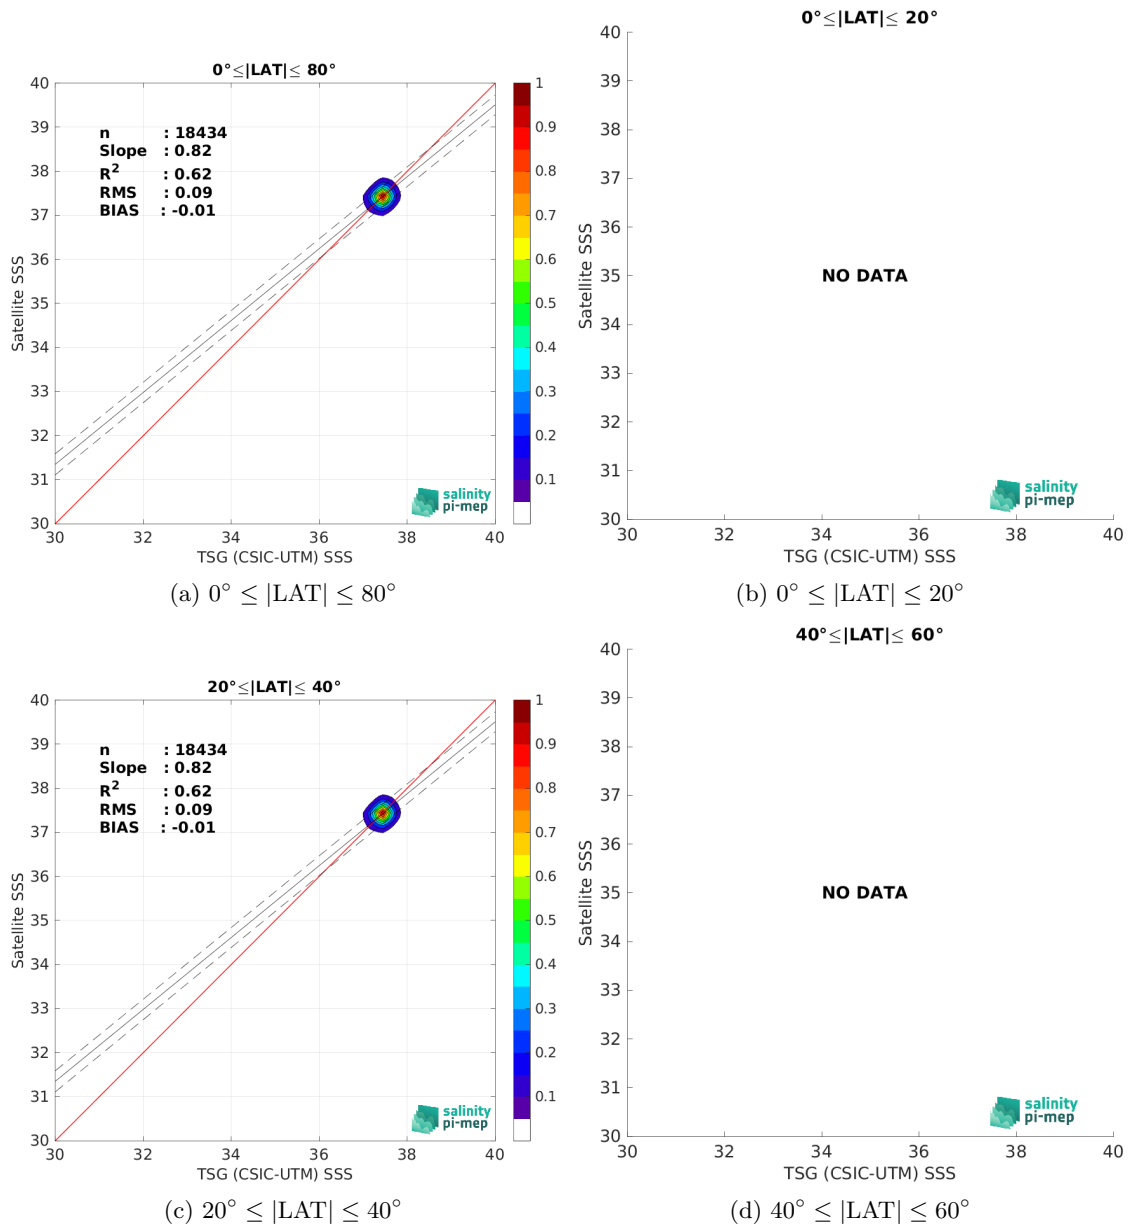 0°≤|LAT|≤ 80°
40
39
38
37
36
35
34
33
32
31
30
Satellite SSS
n : 18434
Slope : 0.82
R² : 0.62
RMS : 0.09
BIAS : -0.01
salinity
pi-mep
30 32 34 36 38 40
TSG (CSIC-UTM) SSS
1
0.9
0.8
0.7
0.6
0.5
0.4
0.3
0.2
0.1
(a) 0° ≤ |LAT| ≤ 80°
0°≤|LAT|≤ 20°
40
39
38
37
36
35
34
33
32
31
30
Satellite SSS
NO DATA
salinity
pi-mep
30 32 34 36 38 40
TSG (CSIC-UTM) SSS
(b) 0° ≤ |LAT| ≤ 20°
20°≤|LAT|≤ 40°
40
39
38
37
36
35
34
33
32
31
30
Satellite SSS
n : 18434
Slope : 0.82
R² : 0.62
RMS : 0.09
BIAS : -0.01
salinity
pi-mep
30 32 34 36 38 40
TSG (CSIC-UTM) SSS
1
0.9
0.8
0.7
0.6
0.5
0.4
0.3
0.2
0.1
(c) 20° ≤ |LAT| ≤ 40°
40°≤|LAT|≤ 60°
40
39
38
37
36
35
34
33
32
31
30
Satellite SSS
NO DATA
salinity
pi-mep
30 32 34 36 38 40
TSG (CSIC-UTM) SSS
(d) 40° ≤ |LAT| ≤ 60°